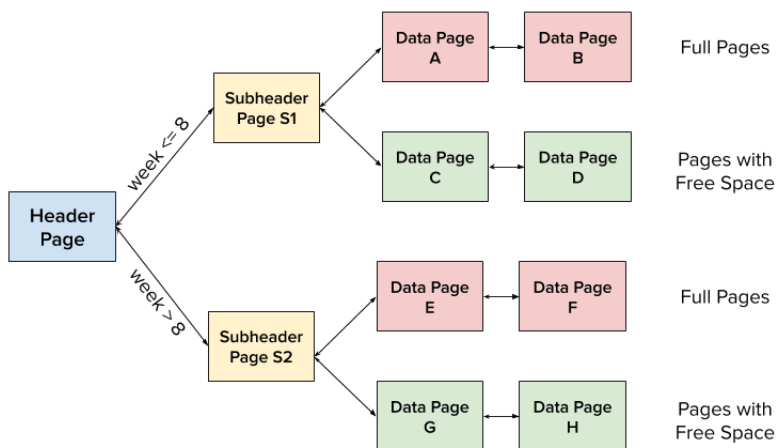 Data Page
A
Data Page
B
Full Pages
Subheader
Page S1
week <= 8
Data Page
C
Data Page
D
Pages with
Free Space
Header
Page
week > 8
Data Page
E
Data Page
F
Full Pages
Subheader
Page S2
Data Page
G
Data Page
H
Pages with
Free Space